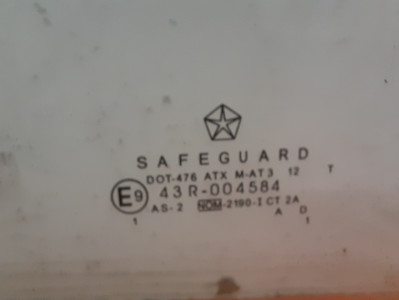 SAFEGUARD
DOT-476 ATX M-AT3 12 T
E9 43R-004584
AS-2 NOM-2190-I CT 2A
1 A D
1